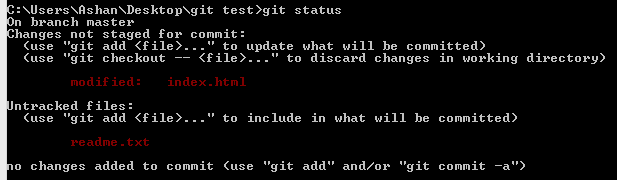 C:\Users\Ashan\Desktop\git test>git status
On branch master
Changes not staged for commit:
  (use "git add <file>..." to update what will be committed)
  (use "git checkout -- <file>..." to discard changes in working directory)
        modified:   index.html
Untracked files:
  (use "git add <file>..." to include in what will be committed)
        readme.txt
no changes added to commit (use "git add" and/or "git commit -a")